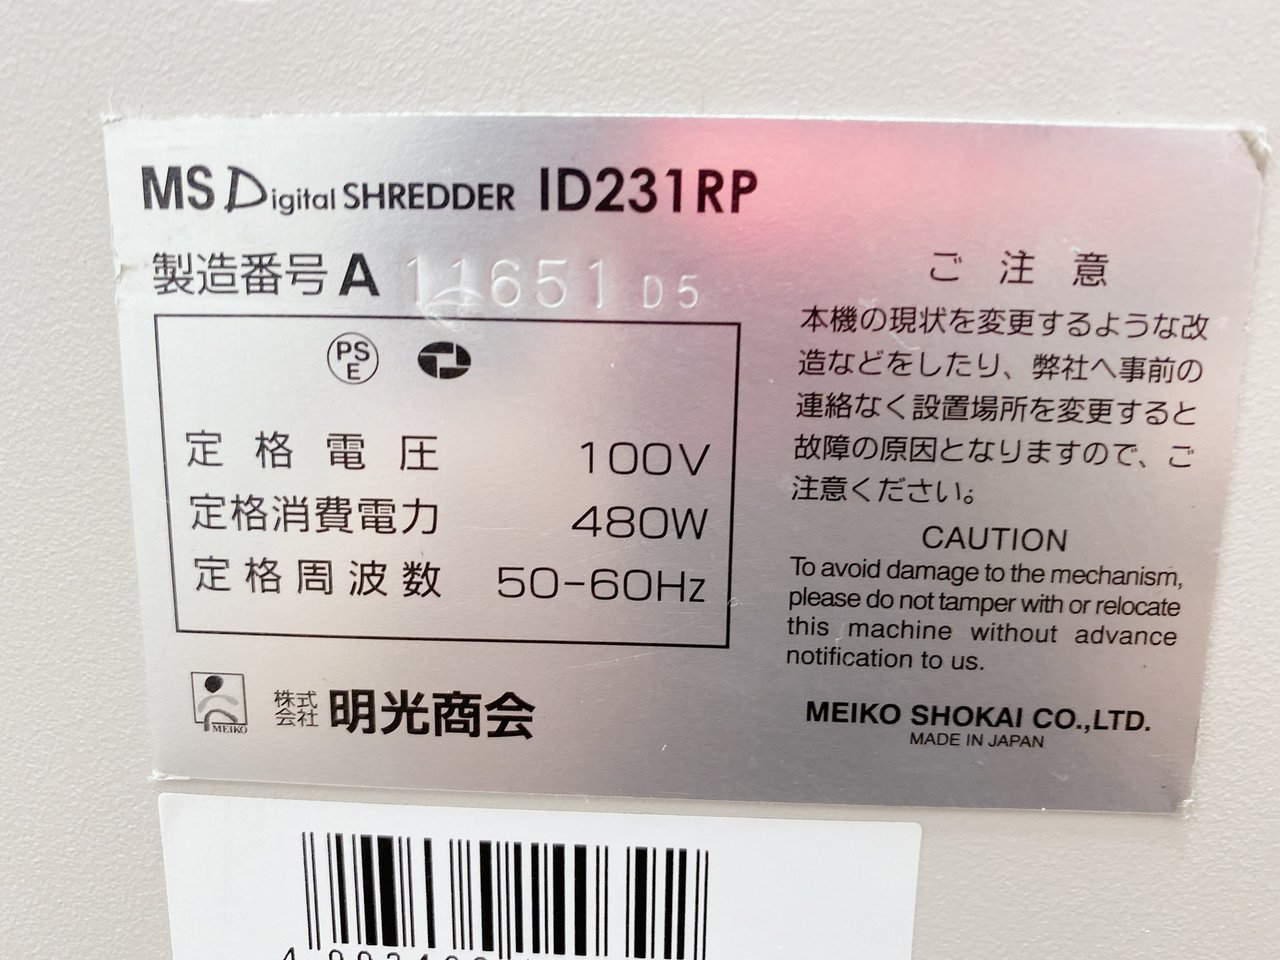 MS Digital SHREDDER ID231RP
製造番号 A 11651 D5
PS
E
定格電圧 100V
定格消費電力 480W
定格周波数 50-60Hz
MEIKO
株式会社 明光商会
ご注意
本機の現状を変更するような改
造などをしたり、弊社へ事前の
連絡なく設置場所を変更すると
故障の原因となりますので、ご
注意ください。
CAUTION
To avoid damage to the mechanism,
please do not tamper with or relocate
this machine without advance
notification to us.
MEIKO SHOKAI CO.,LTD.
MADE IN JAPAN